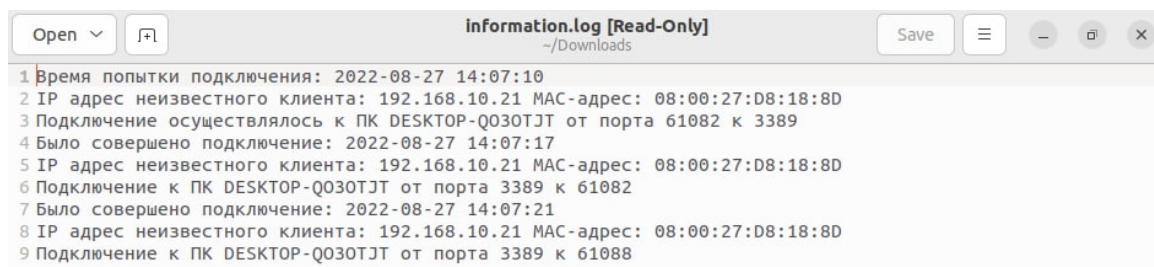 Open
information.log [Read-Only]
~/Downloads
Save
1 Время попытки подключения: 2022-08-27 14:07:10
2 IP адрес неизвестного клиента: 192.168.10.21 MAC-адрес: 08:00:27:D8:18:8D
3 Подключение осуществлялось к ПК DESKTOP-QO3OTJT от порта 61082 к 3389
4 Было совершено подключение: 2022-08-27 14:07:17
5 IP адрес неизвестного клиента: 192.168.10.21 MAC-адрес: 08:00:27:D8:18:8D
6 Подключение к ПК DESKTOP-QO3OTJT от порта 3389 к 61082
7 Было совершено подключение: 2022-08-27 14:07:21
8 IP адрес неизвестного клиента: 192.168.10.21 MAC-адрес: 08:00:27:D8:18:8D
9 Подключение к ПК DESKTOP-QO3OTJT от порта 3389 к 61088